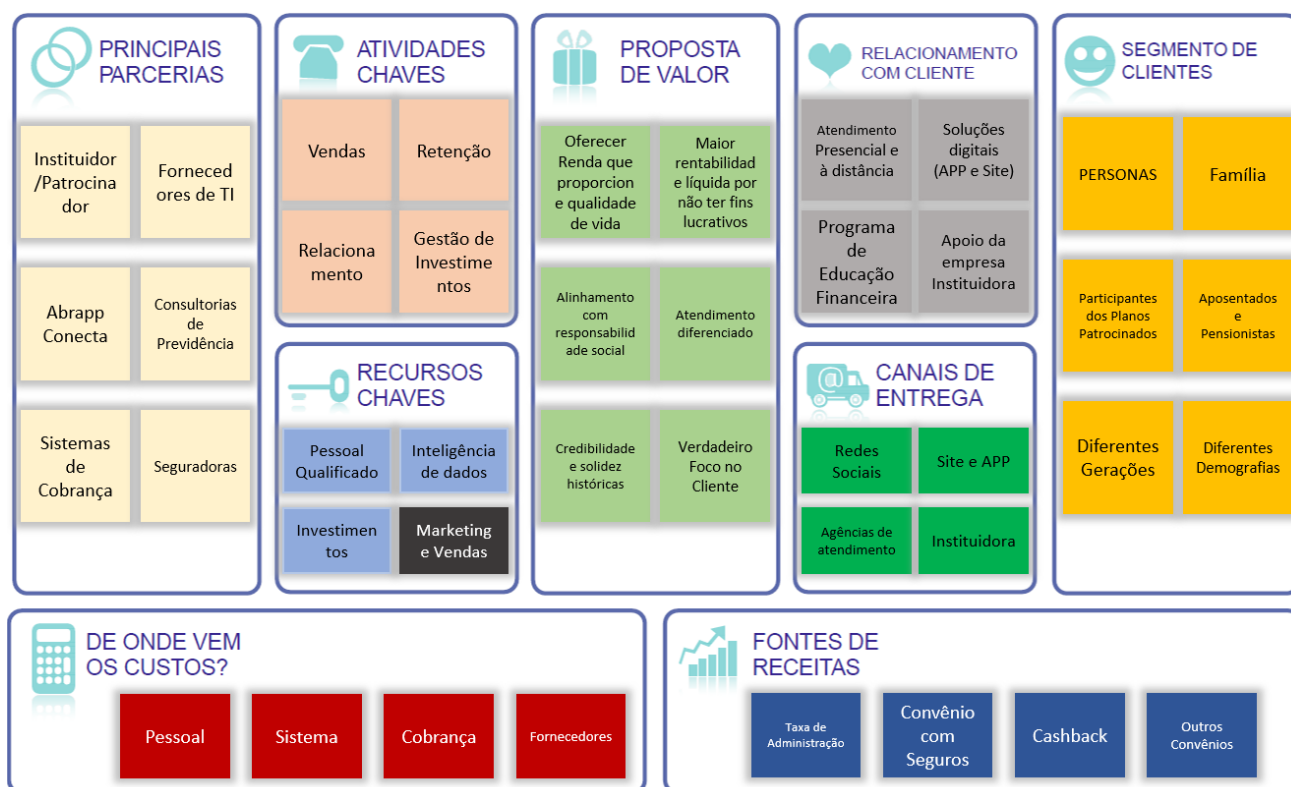 PRINCIPAIS
PARCERIAS
Instituidor
/Patrocina
dor
Forneced
ores de TI
Abrapp
Conecta
Consultorias
de
Previdência
Sistemas
de
Cobrança
Seguradoras
ATIVIDADES
CHAVES
Vendas
Retenção
Relaciona
mento
Gestão de
Investime
ntos
RECURSOS
CHAVES
Pessoal
Qualificado
Inteligência
de dados
Investimen
tos
Marketing
e Vendas
PROPOSTA
DE VALOR
Oferecer
Renda que
proporcion
e qualidade
de vida
Maior
rentabilidad
e líquida por
não ter fins
lucrativos
Alinhamento
com
responsabilid
ade social
Atendimento
diferenciado
Credibilidade
e solidez
históricas
Verdadeiro
Foco no
Cliente
RELACIONAMENTO
COM CLIENTE
Atendimento
Presencial e
à distância
Soluções
digitais
(APP e Site)
Programa
de
Educação
Financeira
Apoio da
empresa
Instituidora
CANAIS DE
ENTREGA
@
Redes
Sociais
Site e APP
Agências de
atendimento
Instituidora
SEGMENTO DE
CLIENTES
PERSONAS
Família
Participantes
dos Planos
Patrocinados
Aposentados
e
Pensionistas
Diferentes
Gerações
Diferentes
Demografias
DE ONDE VEM
OS CUSTOS?
Pessoal
Sistema
Cobrança
Fornecedores
FONTES DE
RECEITAS
Taxa de
Administração
Convênio
com
Seguros
Cashback
Outros
Convênios